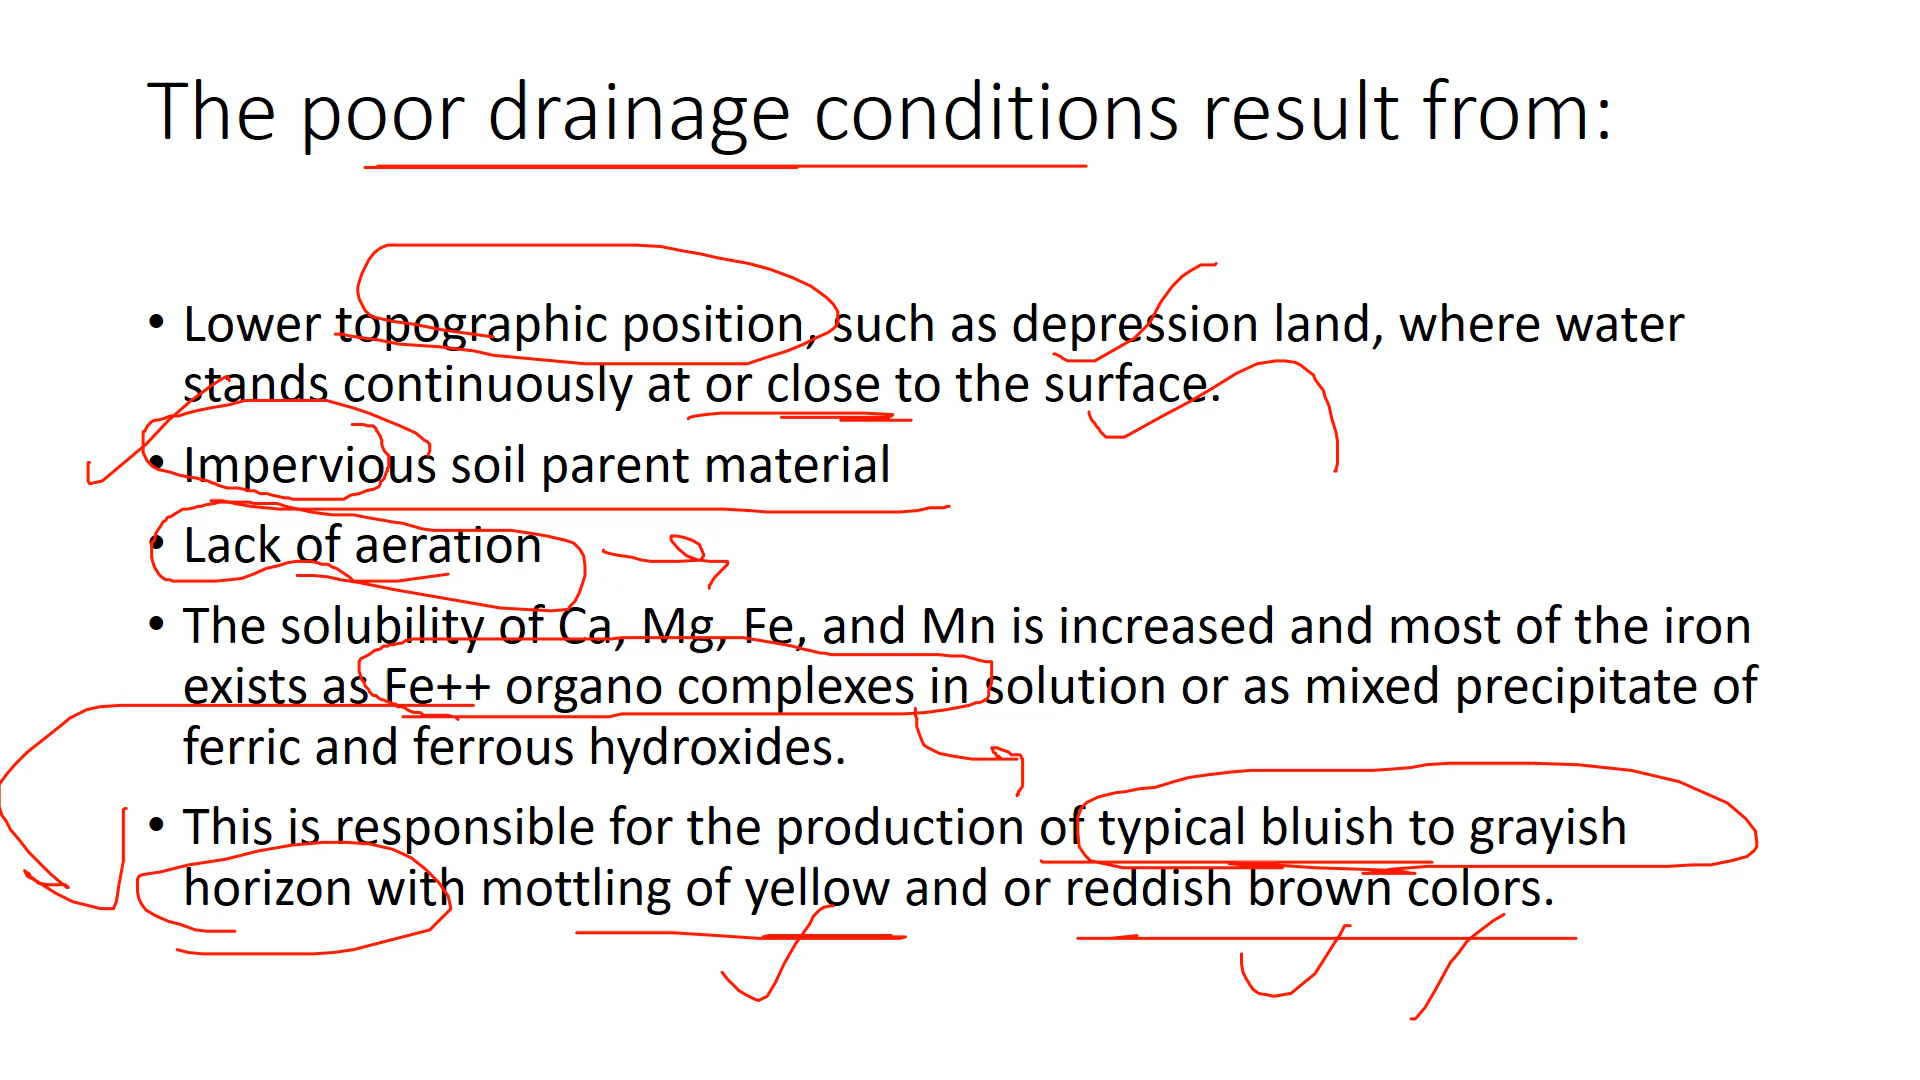 The poor drainage conditions result from:
• Lower topographic position, such as depression land, where water
stands continuously at or close to the surface.
• Impervious soil parent material
• Lack of aeration
• The solubility of Ca, Mg, Fe, and Mn is increased and most of the iron
exists as Fe++ organo complexes in solution or as mixed precipitate of
ferric and ferrous hydroxides.
• This is responsible for the production of typical bluish to grayish
horizon with mottling of yellow and or reddish brown colors.